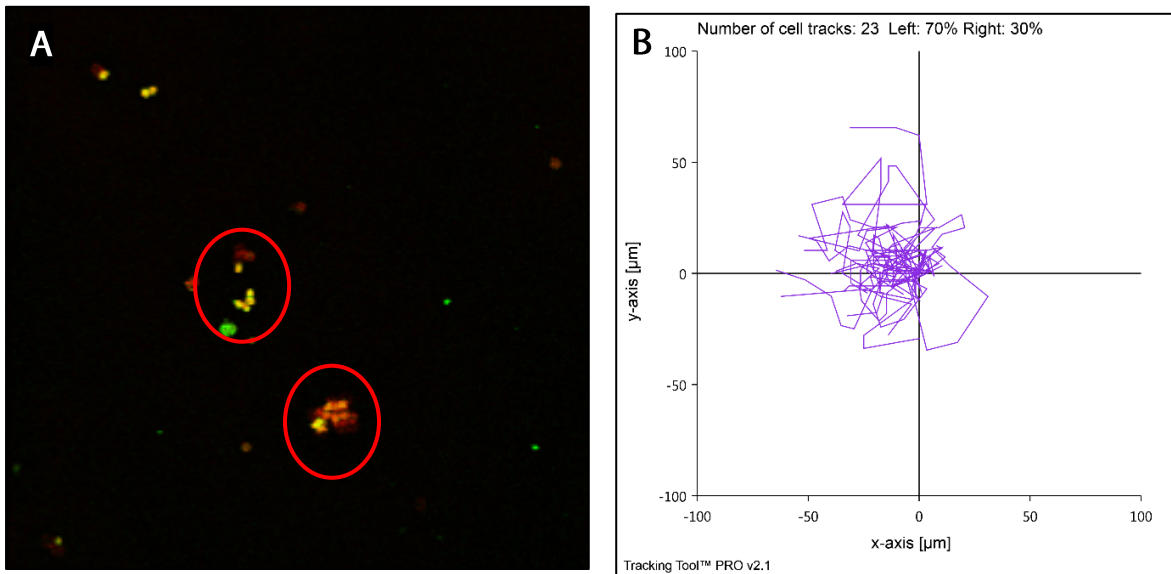 A
B
Number of cell tracks: 23 Left: 70% Right: 30%
100
50
0
-50
-100
y-axis [µm]
-100
-50
0
50
100
x-axis [µm]
Tracking Tool™ PRO v2.1